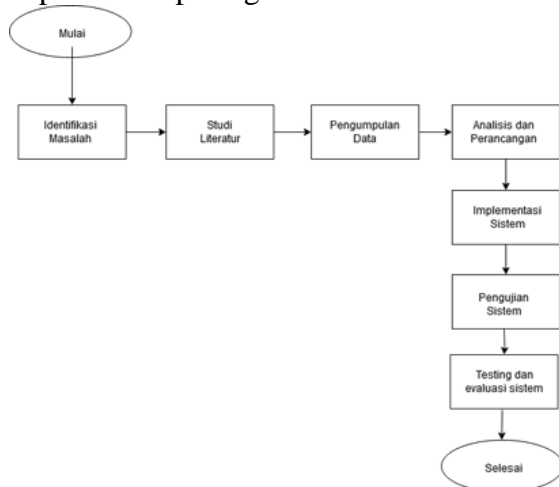 Mulai
Identifikasi
Masalah
Studi
Literatur
Pengumpulan
Data
Analisis dan
Perancangan
Implementasi
Sistem
Pengujian
Sistem
Testing dan
evaluasi sistem
Selesai